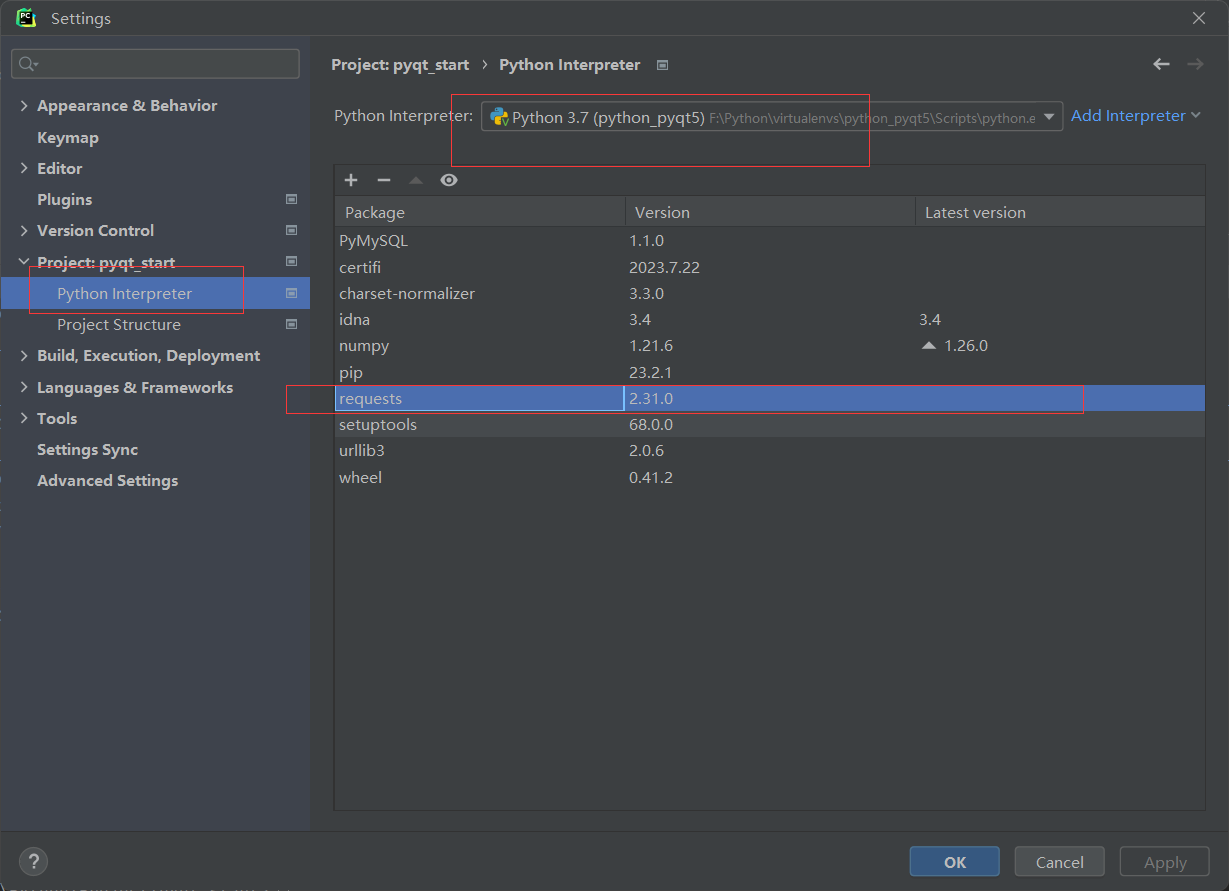 Settings
Project: pyqt_start › Python Interpreter
Python Interpreter: Python 3.7 (python_pyqt5) F:\Python\virtualenvs\python_pyqt5\Scripts\python.e Add Interpreter
Appearance & Behavior
Keymap
Editor
Plugins
Version Control
Project: pyqt_start
Python Interpreter
Project Structure
Build, Execution, Deployment
Languages & Frameworks
Tools
Settings Sync
Advanced Settings
Package Version Latest version
PyMySQL 1.1.0
certifi 2023.7.22
charset-normalizer 3.3.0
idna 3.4 3.4
numpy 1.21.6 1.26.0
pip 23.2.1
requests 2.31.0
setuptools 68.0.0
urllib3 2.0.6
wheel 0.41.2
? OK Cancel Apply